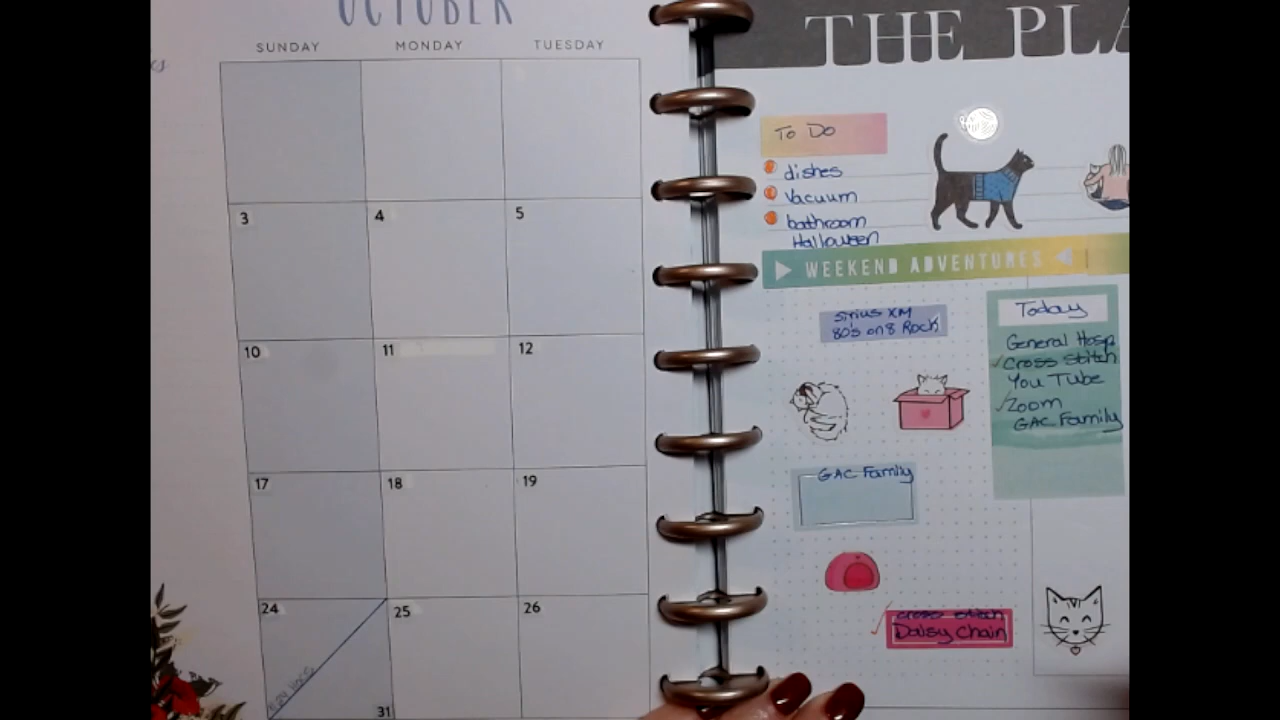 OCTOBER
SUNDAY MONDAY TUESDAY
3 4 5
10 11 12
17 18 19
24 25 26
31
THE PLA
To Do
dishes
Vacuum
bathroom
Halloween
WEEKEND ADVENTURES
Sirius XM
80's on 8 Rock
Today
General Hosp
Cross stitch
You Tube
Zoom
GAC Family
GAC Family
cross stitch
Daisy Chain